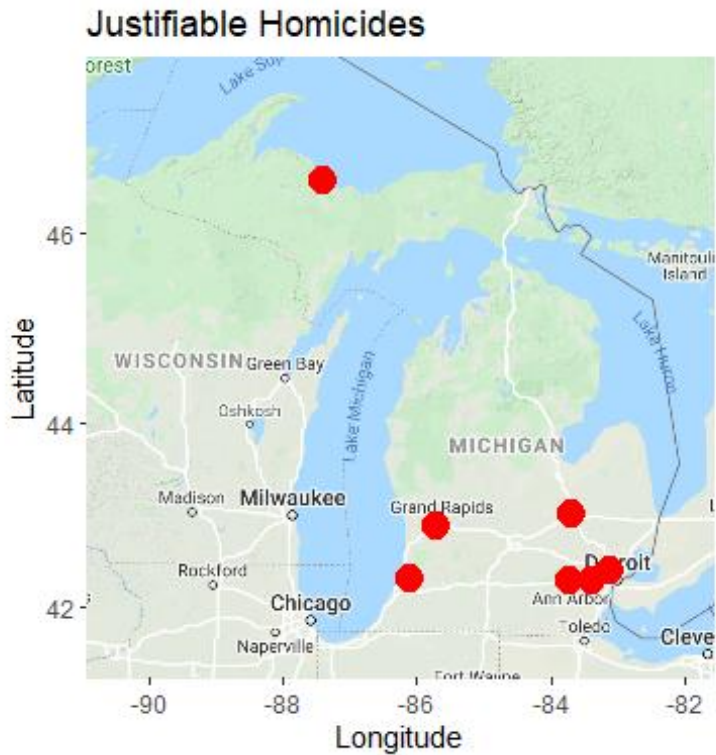 Justifiable Homicides
orest
Lake Sup
46
Manitouli
Island
Lake Huron
WISCONSIN
Green Bay
Latitude
Lake Michigan
Oshkosh
44
MICHIGAN
Madison
Milwaukee
Grand Rapids
L
Rockford
Detroit
42
Chicago
Ann Arbor
Naperville
Toledo
Cleve
Fort Wayne
-90
-88
-86
-84
-82
Longitude